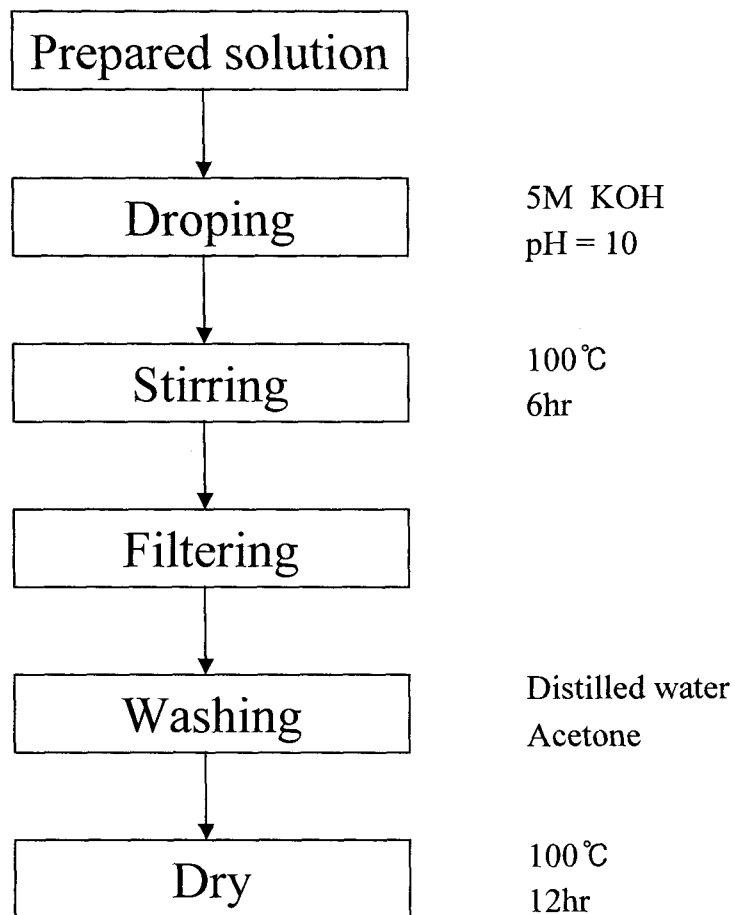 Prepared solution
Droping
5M KOH
pH = 10
Stirring
100℃
6hr
Filtering
Washing
Distilled water
Acetone
Dry
100℃
12hr